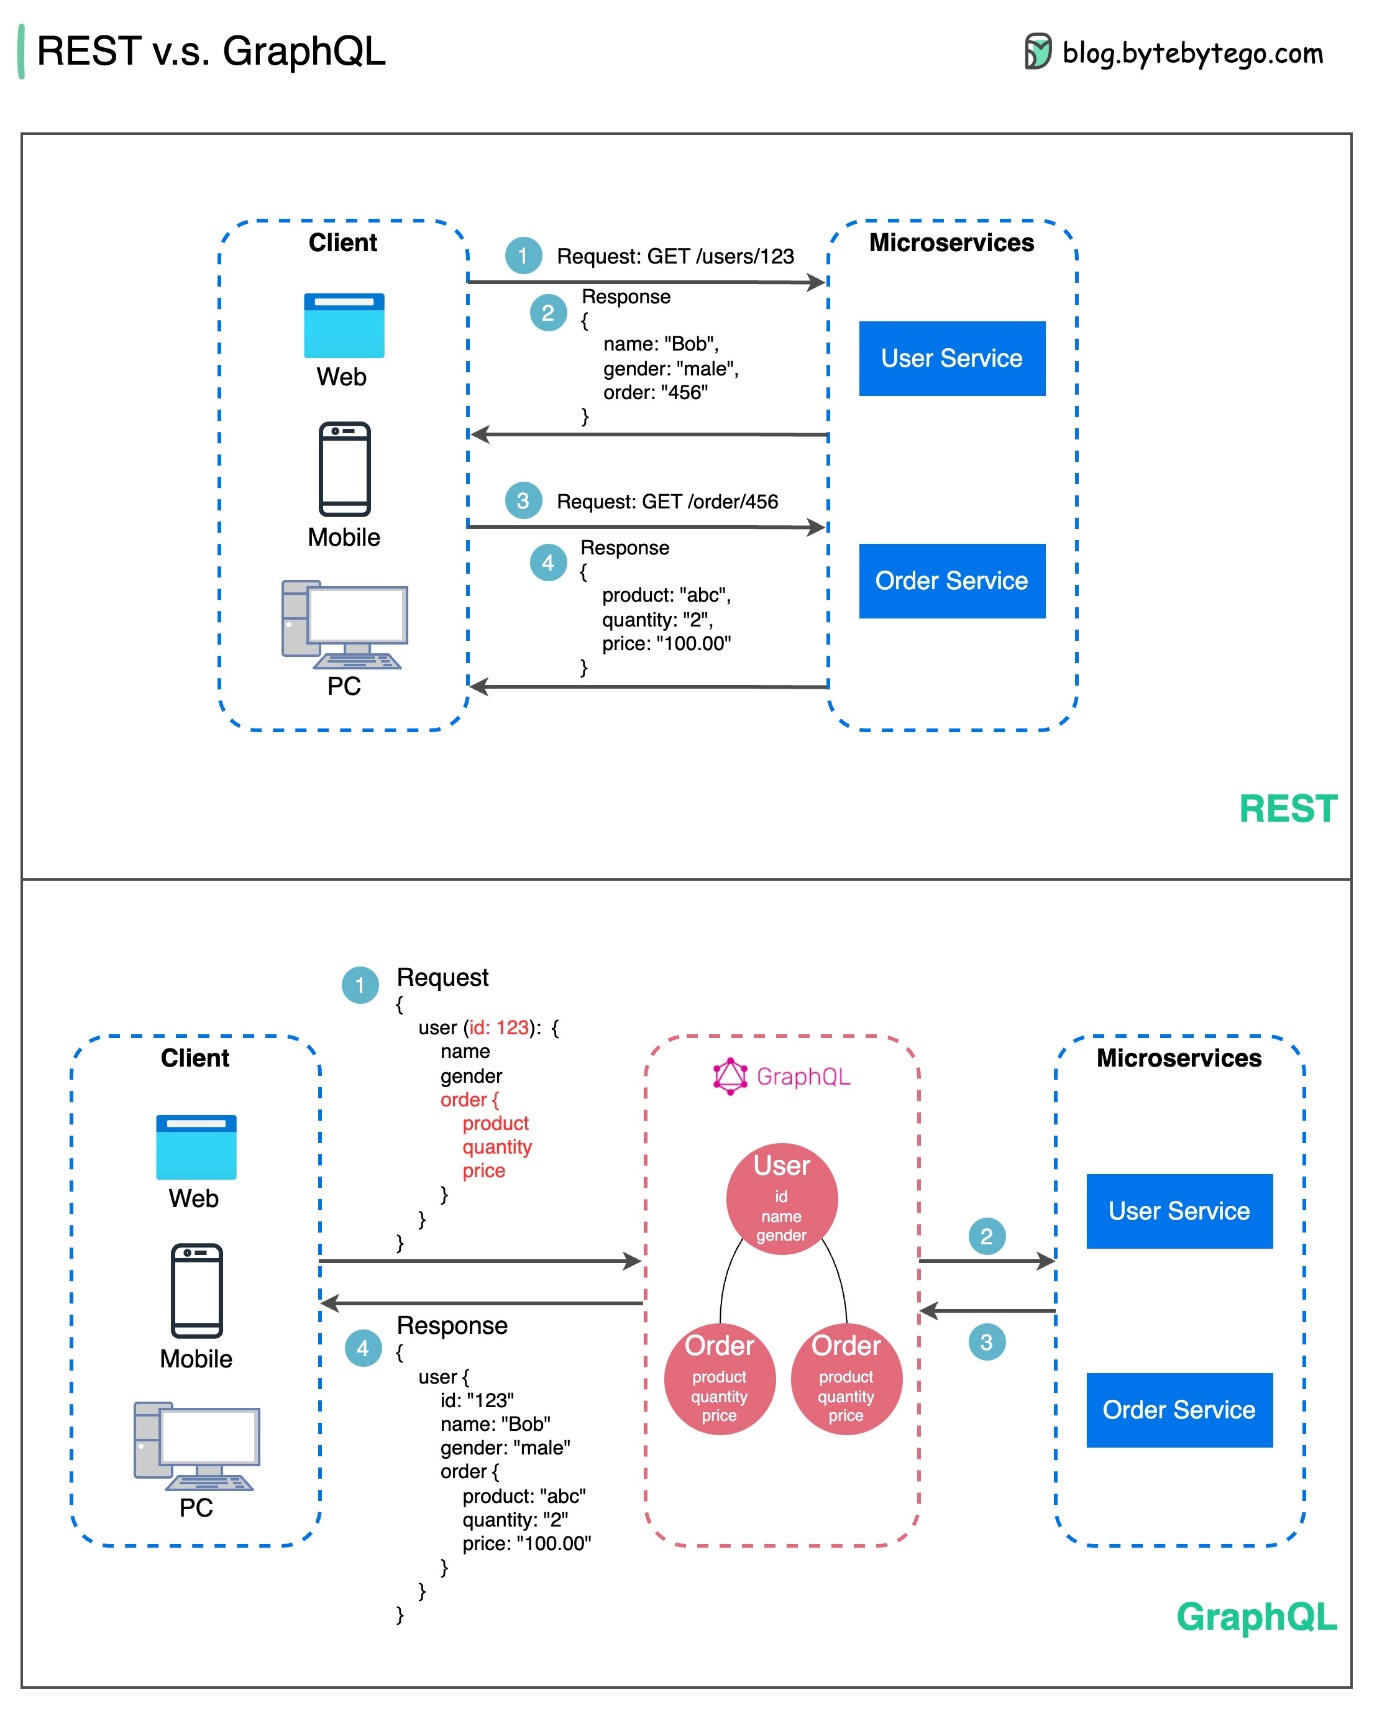 REST v.s. GraphQL
blog.bytebytego.com
Client
Web
Mobile
PC
1
Request: GET /users/123
2
Response
{
name: "Bob",
gender: "male",
order: "456"
}
3
Request: GET /order/456
4
Response
{
product: "abc",
quantity: "2",
price: "100.00"
}
Microservices
User Service
Order Service
REST
Client
Web
Mobile
PC
1
Request
{
user (id: 123): {
name
gender
order {
product
quantity
price
}
}
}
4
Response
{
user {
id: "123"
name: "Bob"
gender: "male"
order {
product: "abc"
quantity: "2"
price: "100.00"
}
}
}
GraphQL
User
id
name
gender
Order
product
quantity
price
Order
product
quantity
price
2
3
Microservices
User Service
Order Service
GraphQL